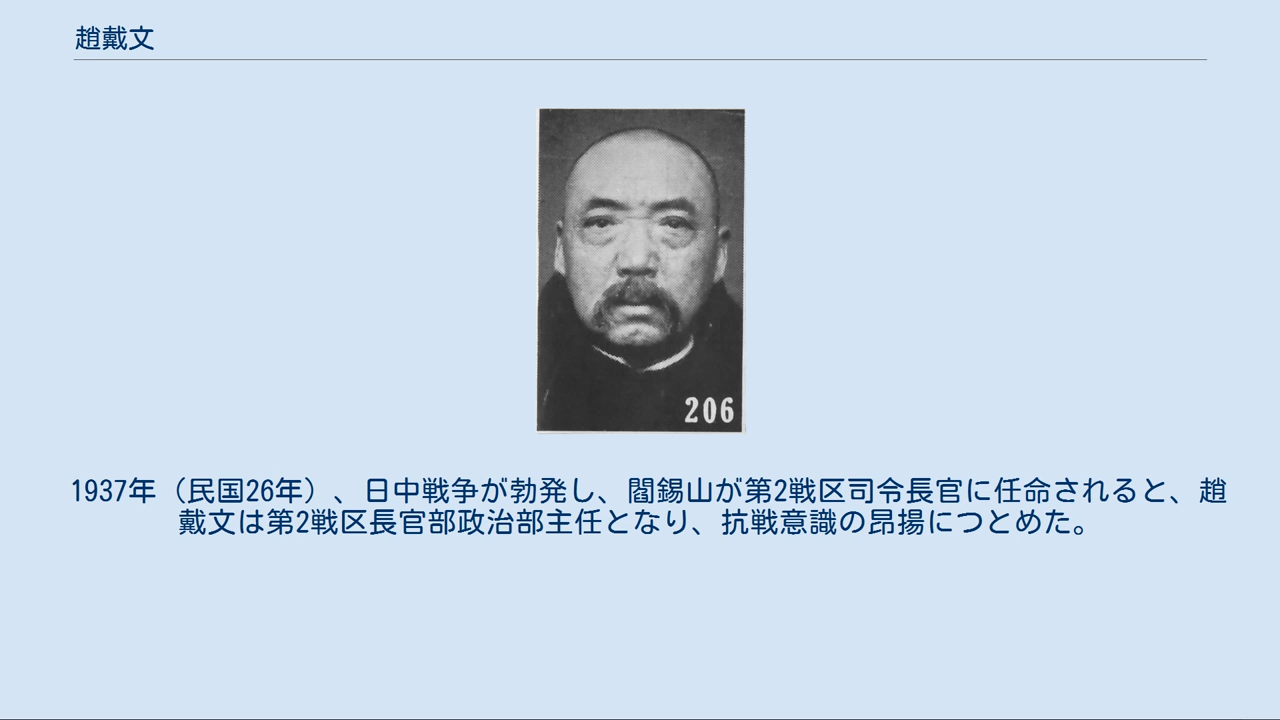 趙戴文
206
1937年（民国26年）、日中戦争が勃発し、閻錫山が第2戦区司令長官に任命されると、趙
戴文は第2戦区長官部政治部主任となり、抗戦意識の昂揚につとめた。